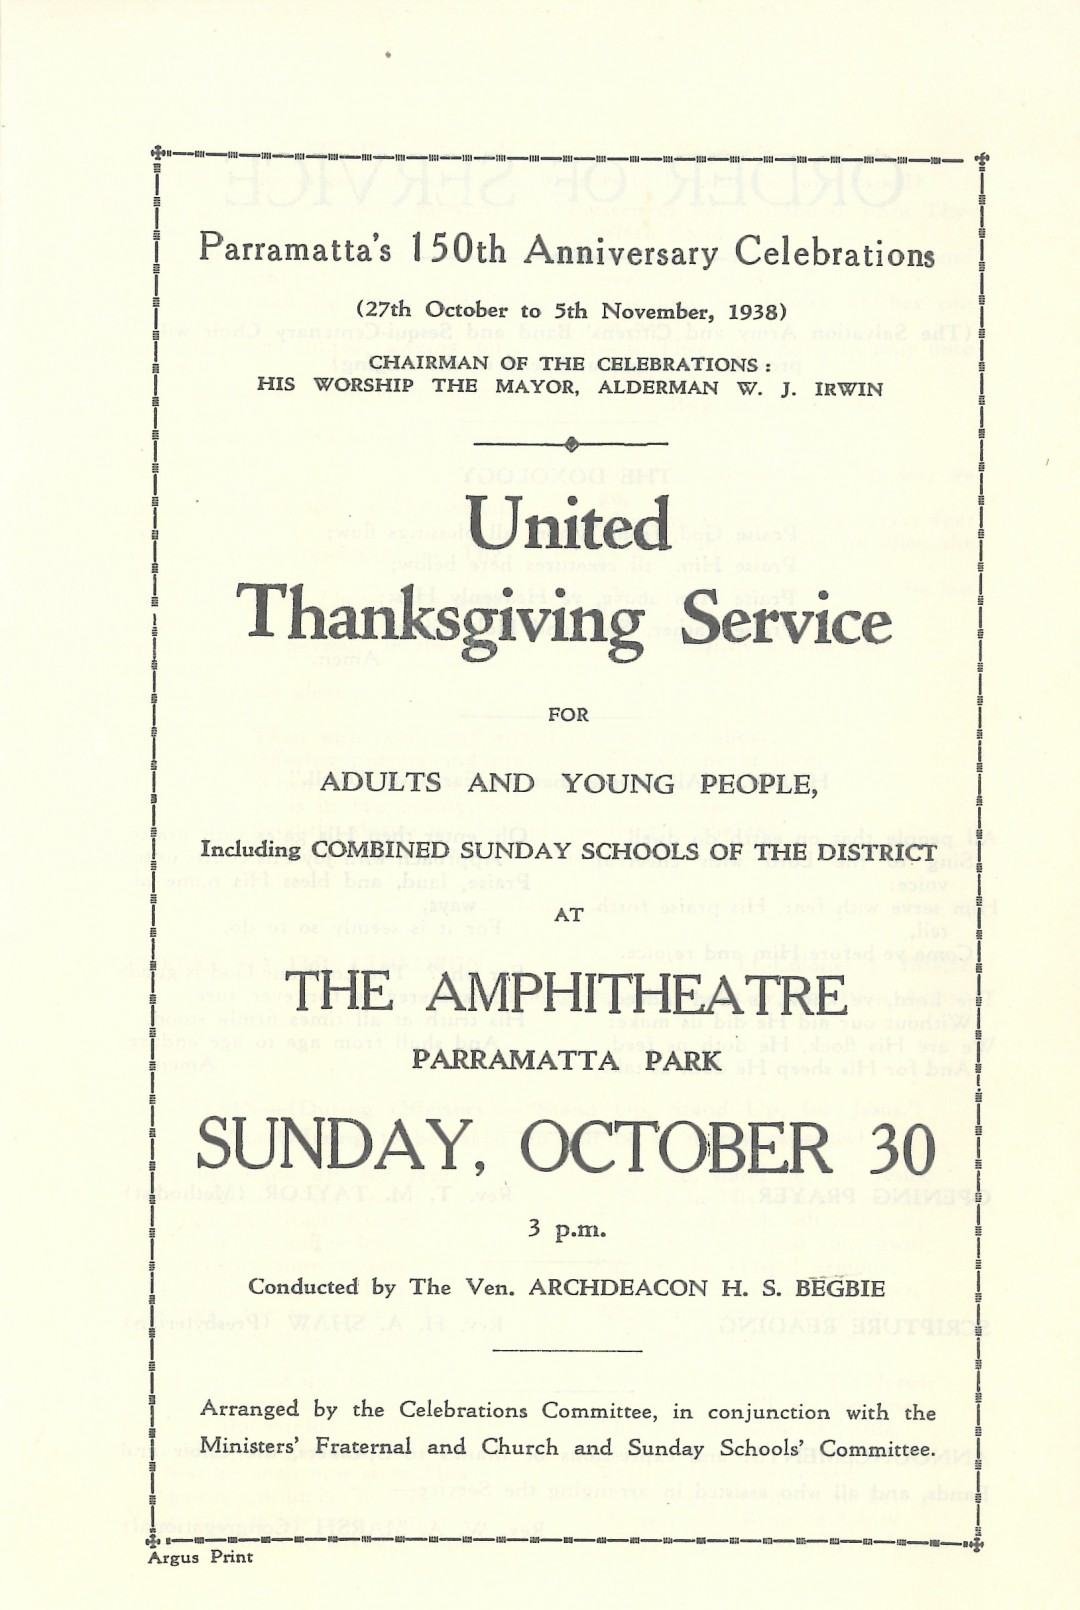 Parramatta's 150th Anniversary Celebrations
(27th October to 5th November, 1938)
CHAIRMAN OF THE CELEBRATIONS :
HIS WORSHIP THE MAYOR, ALDERMAN W. J. IRWIN
United
Thanksgiving Service
FOR
ADULTS AND YOUNG PEOPLE,
Including COMBINED SUNDAY SCHOOLS OF THE DISTRICT
AT
THE AMPHITHEATRE
PARRAMATTA PARK
SUNDAY, OCTOBER 30
3 p.m.
Conducted by The Ven. ARCHDEACON H. S. BEGBIE
Arranged by the Celebrations Committee, in conjunction with the
Ministers' Fraternal and Church and Sunday Schools' Committee.
Argus Print